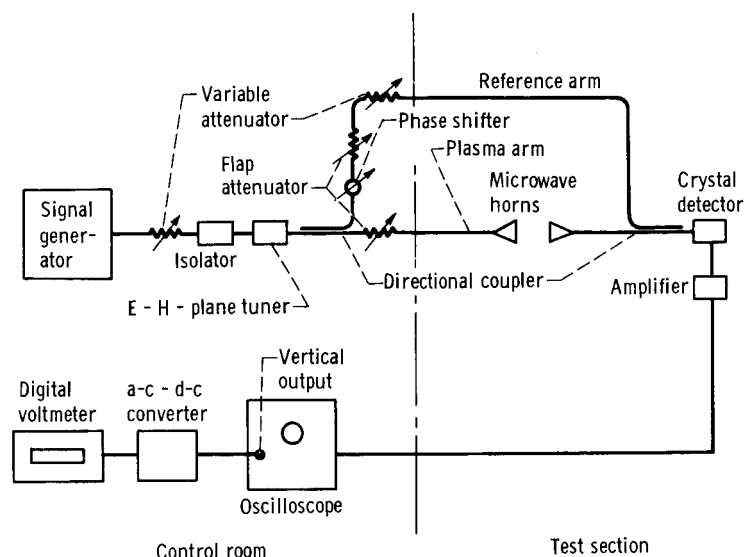 Reference arm
Variable
attenuator
Phase shifter
Flap
attenuator
Plasma arm
Microwave
horns
Crystal
detector
Signal
gener-
ator
Isolator
Directional coupler
Amplifier
E - H - plane tuner
Vertical
output
Digital
voltmeter
a-c - d-c
converter
Oscilloscope
Control room
Test section